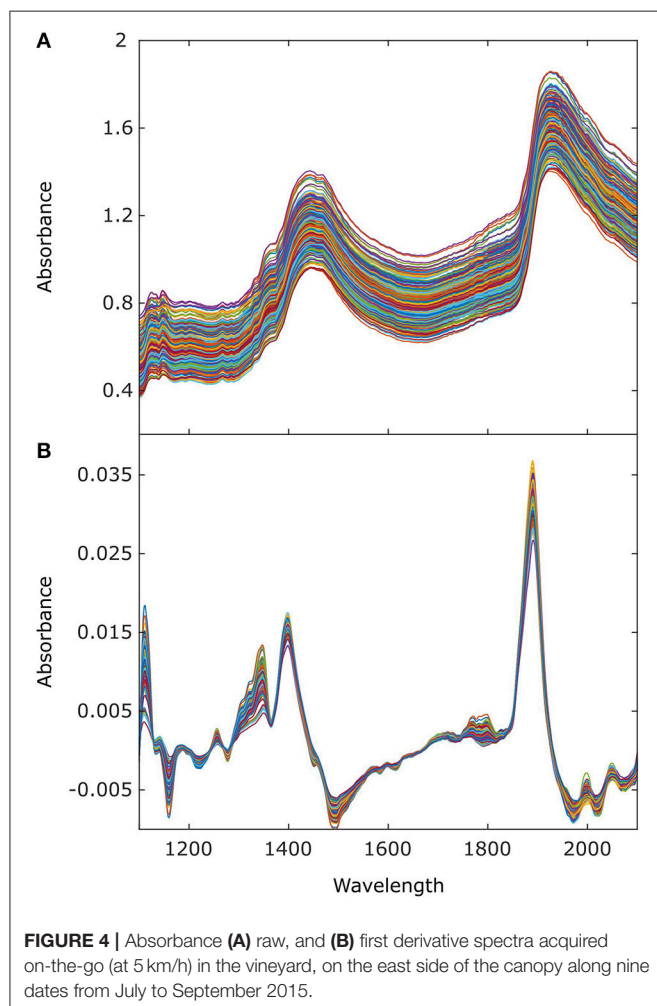 A
2
1.6
1.2
0.8
0.4
Absorbance
B
0.035
0.025
0.015
0.005
-0.005
Absorbance
1200 1400 1600 1800 2000
Wavelength
FIGURE 4 | Absorbance (A) raw, and (B) first derivative spectra acquired
on-the-go (at 5 km/h) in the vineyard, on the east side of the canopy along nine
dates from July to September 2015.